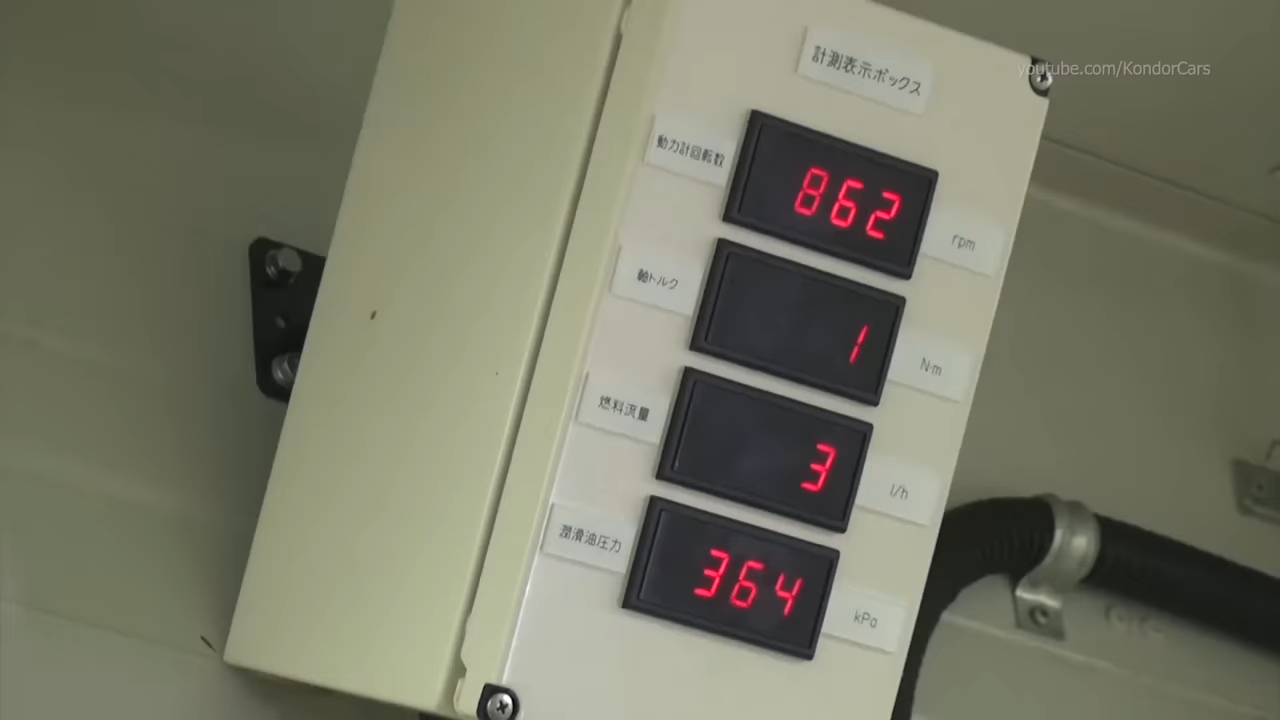 youtube.com/KondorCars
計測表示ボックス
動力計回転数
862
rpm
軸トルク
1
N·m
燃料流量
3
l/h
潤滑油圧力
364
kPa